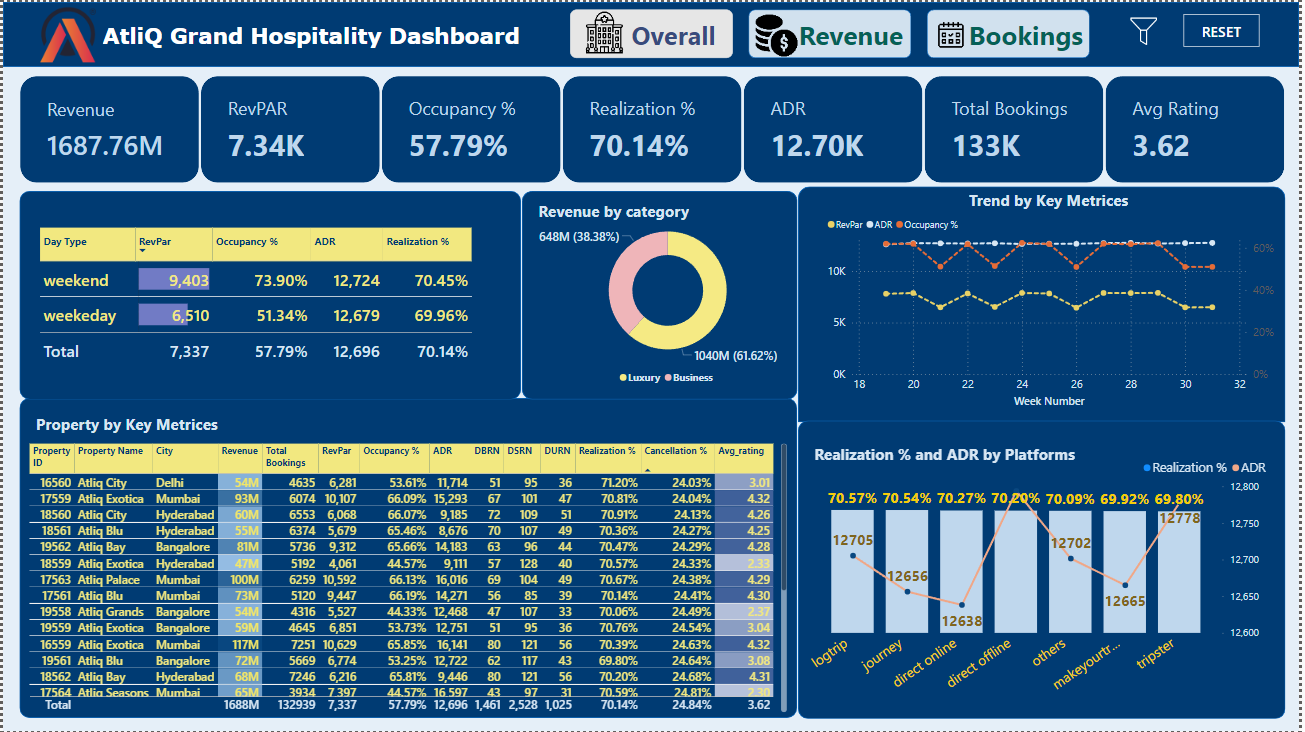 AtliQ Grand Hospitality Dashboard
Overall
Revenue
Bookings
RESET
Revenue
1687.76M
RevPAR
7.34K
Occupancy %
57.79%
Realization %
70.14%
ADR
12.70K
Total Bookings
133K
Avg Rating
3.62
Day Type RevPar Occupancy % ADR Realization %
weekend 9,403 73.90% 12,724 70.45%
weekeday 6,510 51.34% 12,679 69.96%
Total 7,337 57.79% 12,696 70.14%
Revenue by category
648M (38.38%)
1040M (61.62%)
Luxury Business
Trend by Key Metrices
RevPar ADR Occupancy %
10K
5K
0K
60%
40%
20%
0%
18 20 22 24 26 28 30 32
Week Number
Property by Key Metrices
Property ID Property Name City Revenue Total Bookings RevPar Occupancy % ADR DBRN DSRN DURN Realization % Cancellation % Avg_rating
16560 Atliq City Delhi 54M 4635 6,281 53.61% 11,714 51 95 36 71.20% 24.03% 3.01
17559 Atliq Exotica Mumbai 93M 6074 10,107 66.09% 15,293 67 101 47 70.81% 24.04% 4.32
18560 Atliq City Hyderabad 60M 6553 6,068 66.07% 9,185 72 109 51 70.91% 24.13% 4.26
18561 Atliq Blu Hyderabad 55M 6374 5,679 65.46% 8,676 70 107 49 70.36% 24.27% 4.25
19562 Atliq Bay Bangalore 81M 5736 9,312 65.66% 14,183 63 96 44 70.47% 24.29% 4.28
18559 Atliq Exotica Hyderabad 47M 5192 4,061 44.57% 9,111 57 128 40 70.57% 24.33% 2.33
17563 Atliq Palace Mumbai 100M 6259 10,592 66.13% 16,016 69 104 49 70.67% 24.38% 4.29
17561 Atliq Blu Mumbai 73M 5120 9,447 66.19% 14,271 56 85 39 70.14% 24.41% 4.30
19558 Atliq Grands Bangalore 54M 4316 5,527 44.33% 12,468 47 107 33 70.06% 24.49% 2.37
19559 Atliq Exotica Bangalore 59M 4645 6,851 53.73% 12,751 51 95 36 70.76% 24.54% 3.04
16559 Atliq Exotica Mumbai 117M 7251 10,629 65.85% 16,141 80 121 56 70.39% 24.63% 4.32
19561 Atliq Blu Bangalore 72M 5669 6,774 53.25% 12,722 62 117 43 69.80% 24.64% 3.08
18562 Atliq Bay Hyderabad 68M 7246 6,216 65.81% 9,446 80 121 56 70.20% 24.68% 4.31
17564 Atliq Seasons Mumbai 65M 3934 7,397 44.57% 16,597 43 97 31 70.59% 24.81% 2.30
Total 1688M 132939 7,337 57.79% 12,696 1,461 2,528 1,025 70.14% 24.84% 3.62
Realization % and ADR by Platforms
Realization % ADR
70.57% 70.54% 70.27% 70.20% 70.09% 69.92% 69.80%
12705
12656
12638
12702
12665
12778
12,800
12,750
12,700
12,650
12,600
logtrip
journey
direct online
direct offline
others
makeyourtr...
tripster